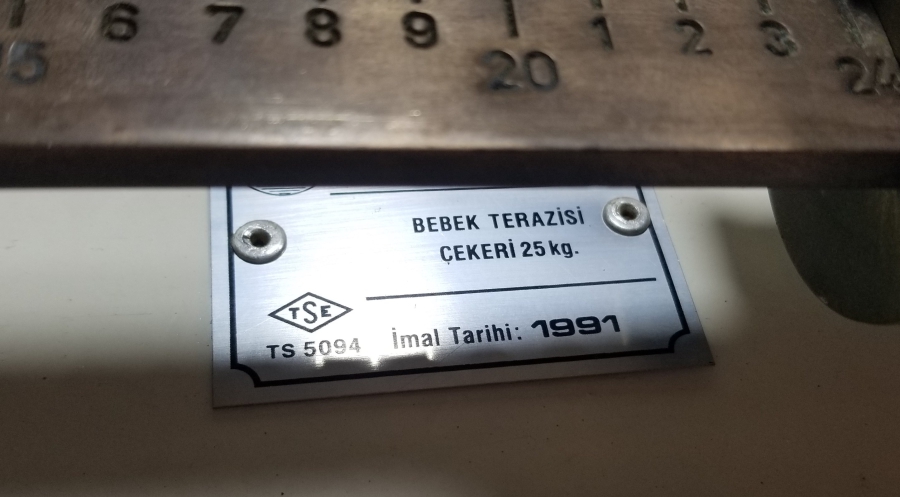 6 7 8 9 1 2 3
5 20 24
BEBEK TERAZİSİ
ÇEKERİ 25 kg.
TSE
TS 5094 İmal Tarihi: 1991